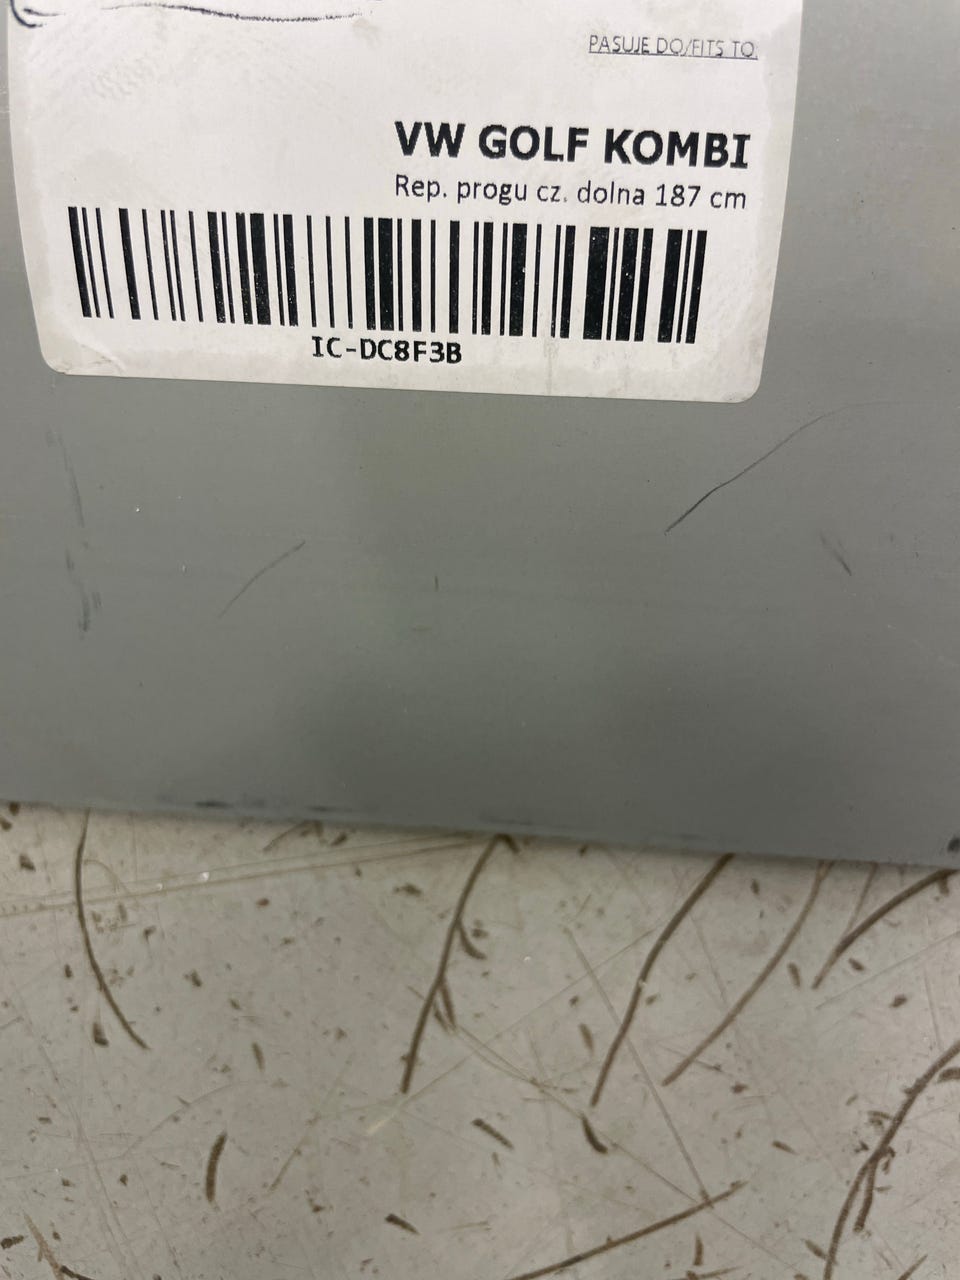 PASUJE DO/FITS TO:
VW GOLF KOMBI
Rep. progu cz. dolna 187 cm
IC-DC8F3B